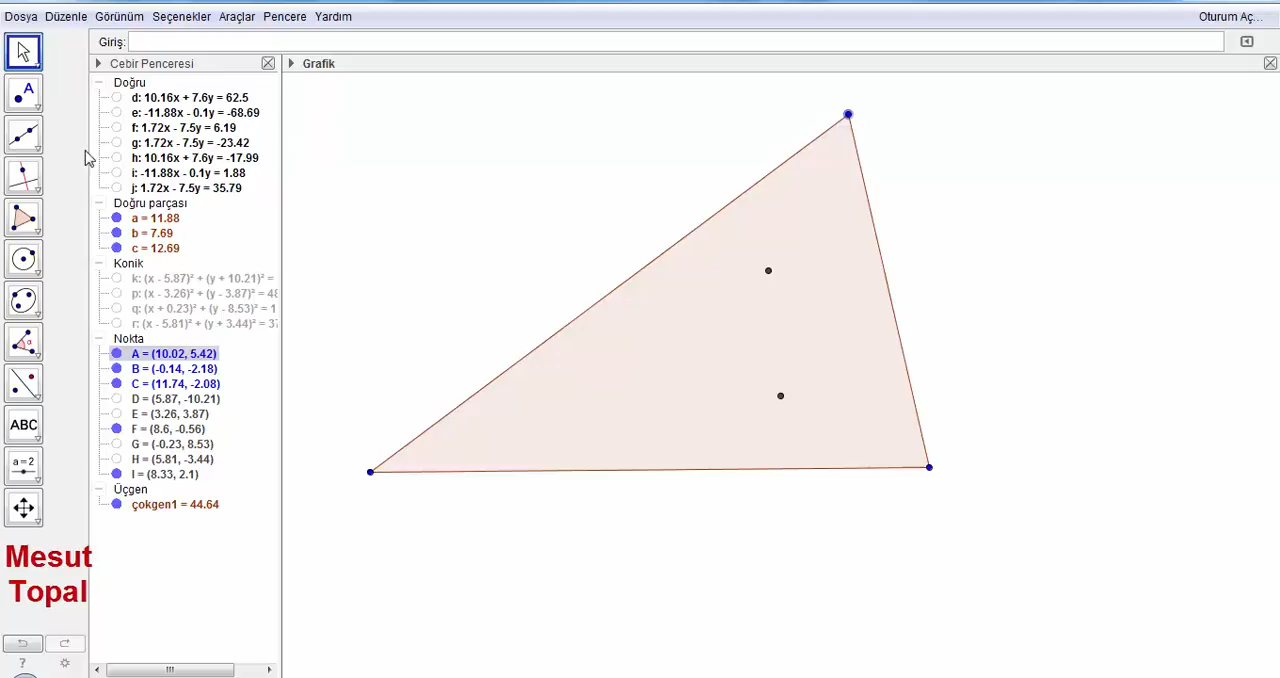 Dosya Düzenle Görünüm Seçenekler Araçlar Pencere Yardım Oturum Aç...
Giriş:
Cebir Penceresi
Grafik
Doğru
d: 10.16x + 7.6y = 62.5
e: -11.88x - 0.1y = -68.69
f: 1.72x - 7.5y = 6.19
g: 1.72x - 7.5y = -23.42
h: 10.16x + 7.6y = -17.99
i: -11.88x - 0.1y = 1.88
j: 1.72x - 7.5y = 35.79
Doğru parçası
a = 11.88
b = 7.69
c = 12.69
Konik
k: (x - 5.87)² + (y + 10.21)² =
p: (x - 3.26)² + (y - 3.87)² = 48
q: (x + 0.23)² + (y - 8.53)² = 1
r: (x - 5.81)² + (y + 3.44)² = 37
Nokta
A = (10.02, 5.42)
B = (-0.14, -2.18)
C = (11.74, -2.08)
D = (5.87, -10.21)
E = (3.26, 3.87)
F = (8.6, -0.56)
G = (-0.23, 8.53)
H = (5.81, -3.44)
I = (8.33, 2.1)
Üçgen
çokgen1 = 44.64
A
α
ABC
a=2
Mesut
Topal
?